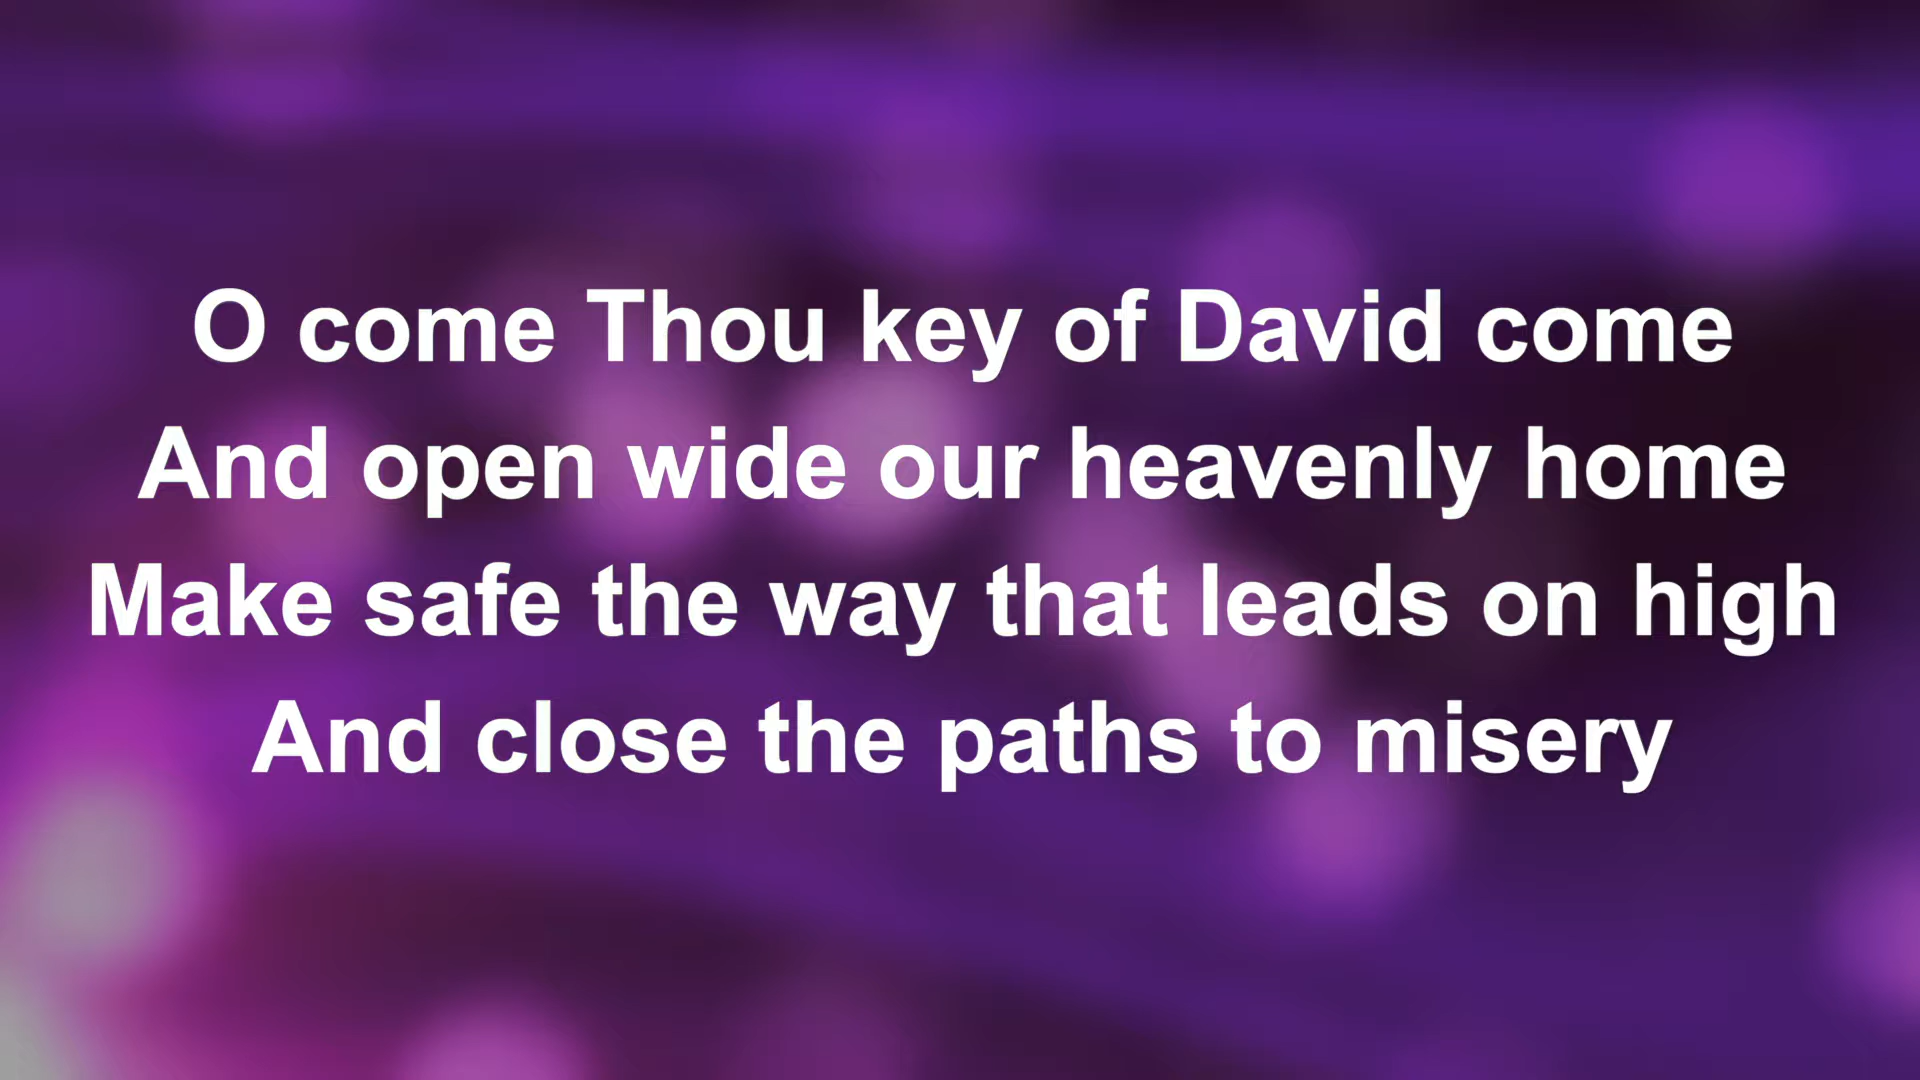 O come Thou key of David come
And open wide our heavenly home
Make safe the way that leads on high
And close the paths to misery